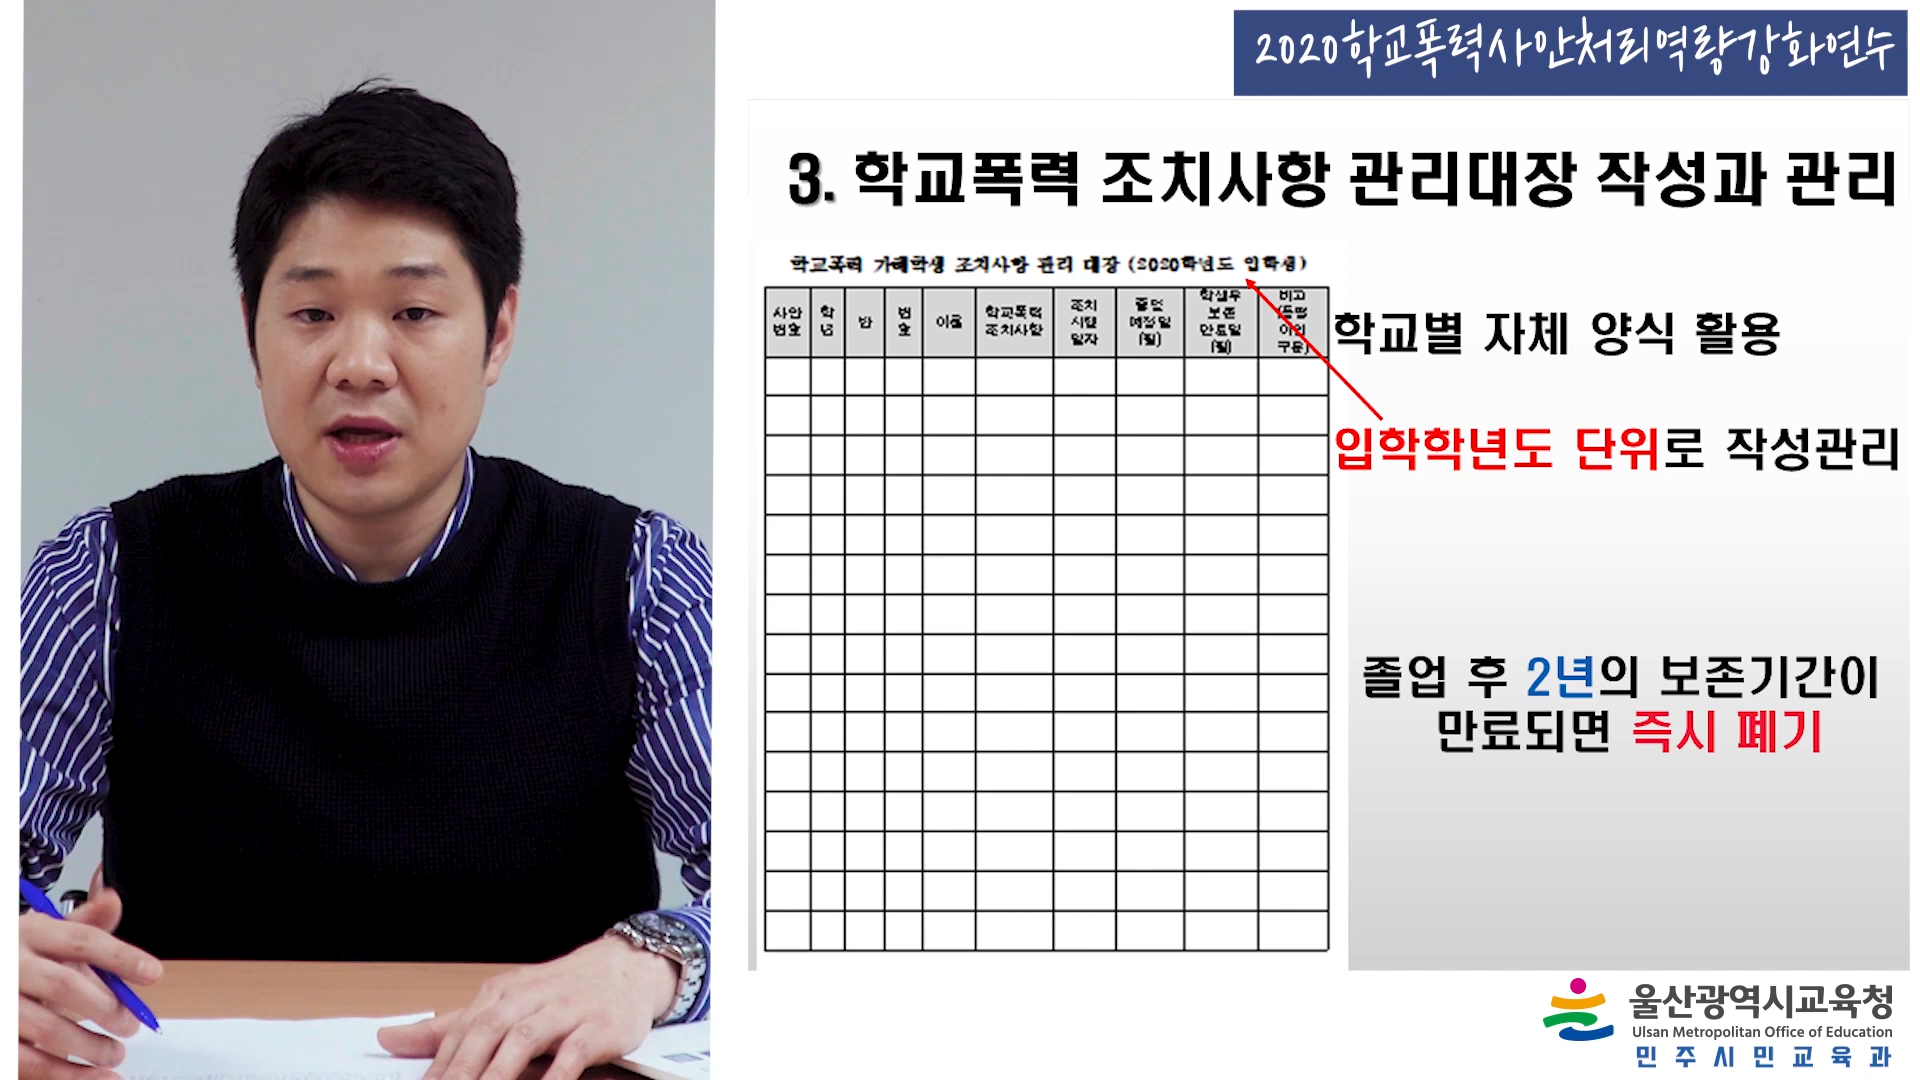 2020학교폭력사안처리역량강화연수
3. 학교폭력 조치사항 관리대장 작성과 관리
학교폭력 가해학생 조치사항 관리 대장 (2020학년도 입학생)
사안
번호
학
년
반
번
호
이름
학교폭력
조치사항
조치
시행
일자
졸업
예정일
(월)
학생부
보존
만료일
(월)
비고
학교별 자체 양식 활용
입학학년도 단위로 작성관리
졸업 후 2년의 보존기간이
만료되면 즉시 폐기
울산광역시교육청
Ulsan Metropolitan Office of Education
민주시민교육과